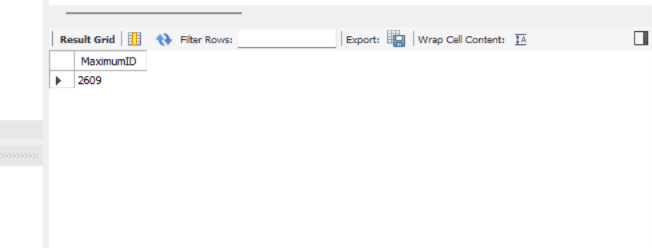 Result Grid Filter Rows: Export: Wrap Cell Content:
MaximumID
2609